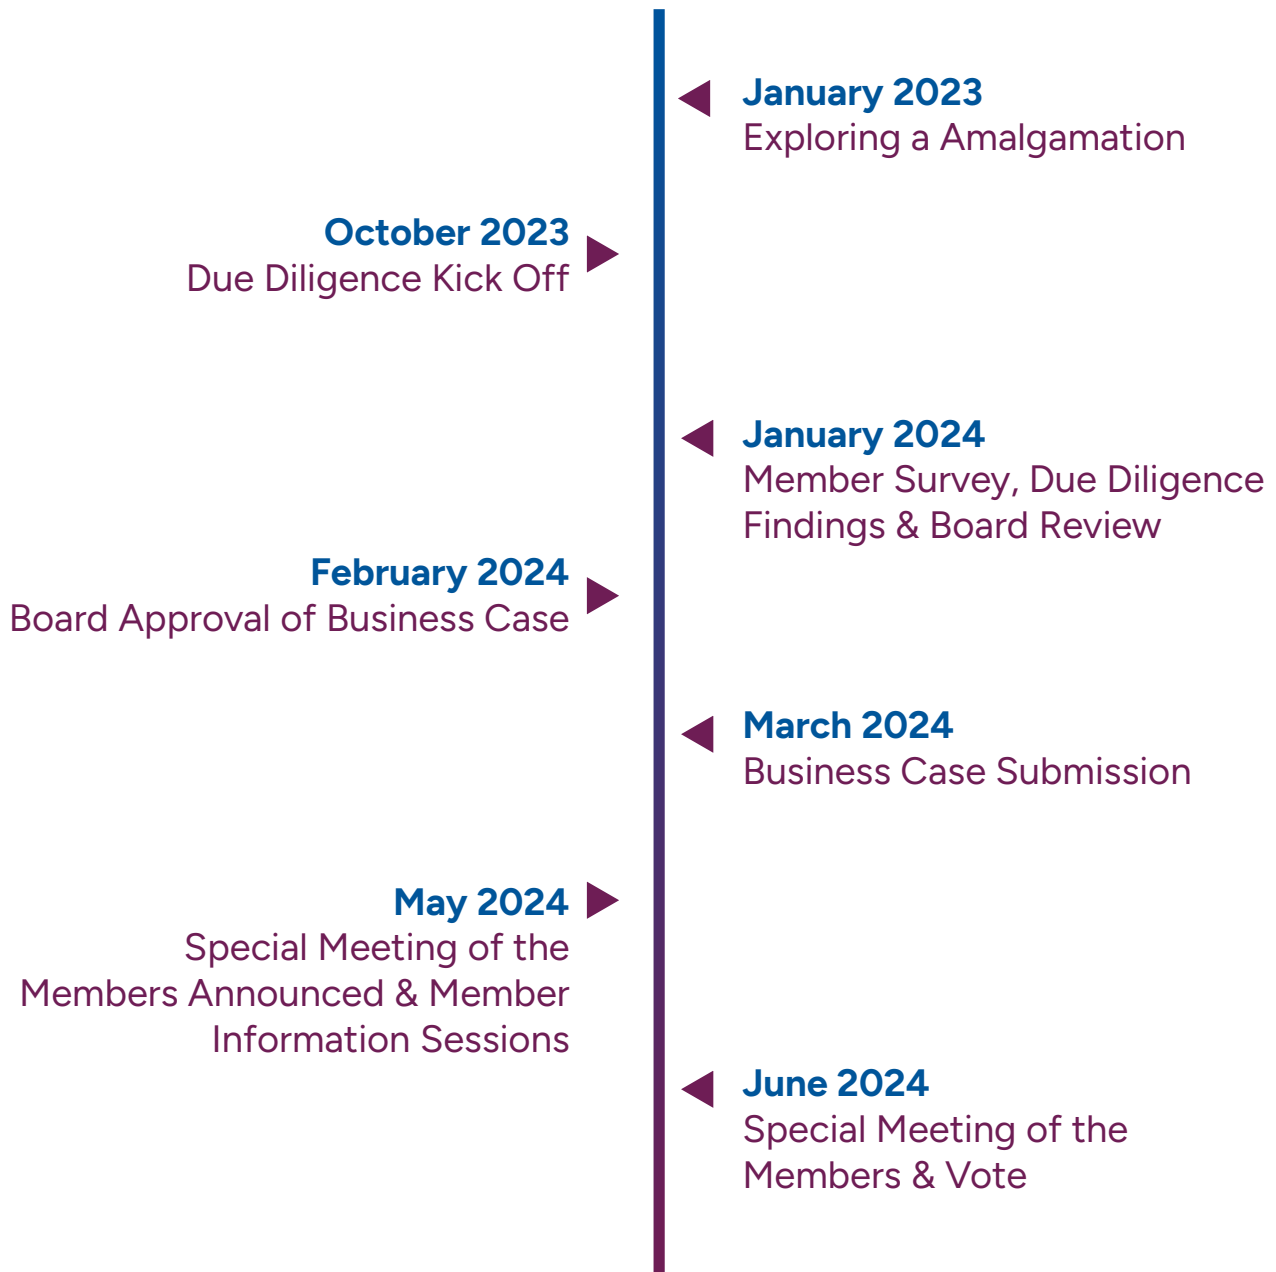 January 2023
Exploring a Amalgamation
October 2023
Due Diligence Kick Off
January 2024
Member Survey, Due Diligence
Findings & Board Review
February 2024
Board Approval of Business Case
March 2024
Business Case Submission
May 2024
Special Meeting of the
Members Announced & Member
Information Sessions
June 2024
Special Meeting of the
Members & Vote